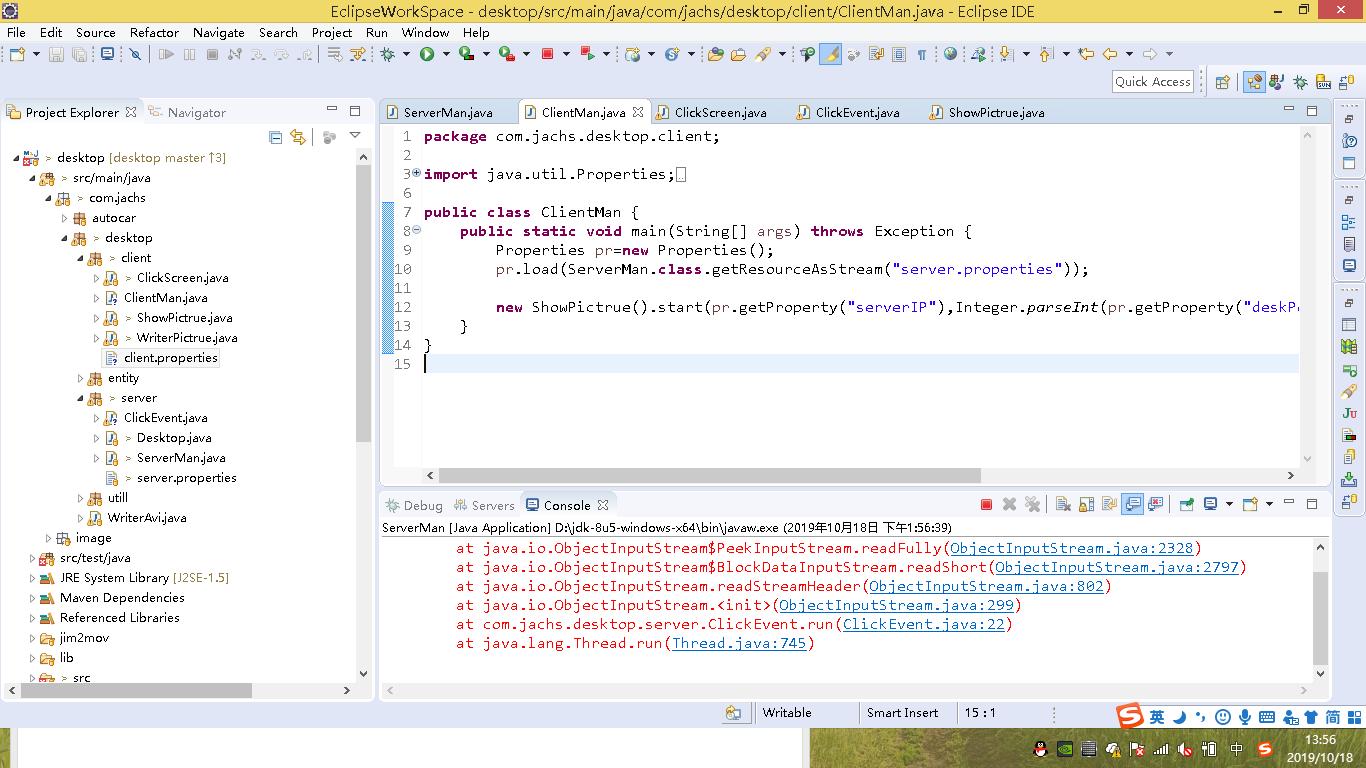 EclipseWorkSpace - desktop/src/main/java/com/jachs/desktop/client/ClientMan.java - Eclipse IDE
File Edit Source Refactor Navigate Search Project Run Window Help
Quick Access
Project Explorer
Navigator
> desktop [desktop master ↑3]
> src/main/java
> com.jachs
autocar
> desktop
> client
> ClickScreen.java
ClientMan.java
> ShowPictrue.java
> WriterPictrue.java
client.properties
entity
> server
ClickEvent.java
> Desktop.java
> ServerMan.java
> server.properties
utill
WriterAvi.java
image
src/test/java
JRE System Library [J2SE-1.5]
Maven Dependencies
Referenced Libraries
jim2mov
lib
> src
ServerMan.java ClientMan.java ClickScreen.java ClickEvent.java ShowPictrue.java
1 package com.jachs.desktop.client;
2
3 import java.util.Properties;
6
7 public class ClientMan {
8 public static void main(String[] args) throws Exception {
9 Properties pr=new Properties();
10 pr.load(ServerMan.class.getResourceAsStream("server.properties"));
11
12 new ShowPictrue().start(pr.getProperty("serverIP"),Integer.parseInt(pr.getProperty("deskP
13 }
14 }
15
Debug Servers Console
ServerMan [Java Application] D:\jdk-8u5-windows-x64\bin\javaw.exe (2019年10月18日 下午1:56:39)
at java.io.ObjectInputStream$PeekInputStream.readFully(ObjectInputStream.java:2328)
at java.io.ObjectInputStream$BlockDataInputStream.readShort(ObjectInputStream.java:2797)
at java.io.ObjectInputStream.readStreamHeader(ObjectInputStream.java:802)
at java.io.ObjectInputStream.<init>(ObjectInputStream.java:299)
at com.jachs.desktop.server.ClickEvent.run(ClickEvent.java:22)
at java.lang.Thread.run(Thread.java:745)
Writable Smart Insert 15 : 1
英 简
中
13:56
2019/10/18